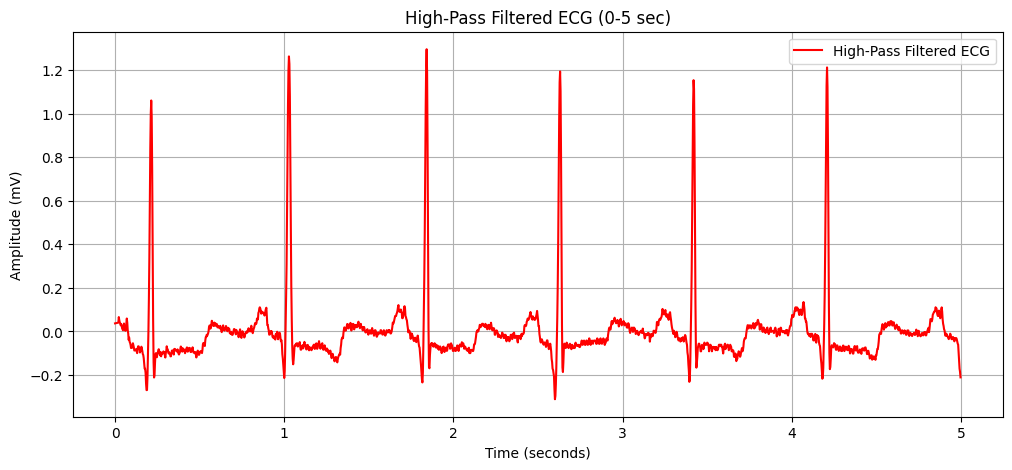 High-Pass Filtered ECG (0-5 sec)
High-Pass Filtered ECG
Amplitude (mV)
1.2
1.0
0.8
0.6
0.4
0.2
0.0
−0.2
0 1 2 3 4 5
Time (seconds)